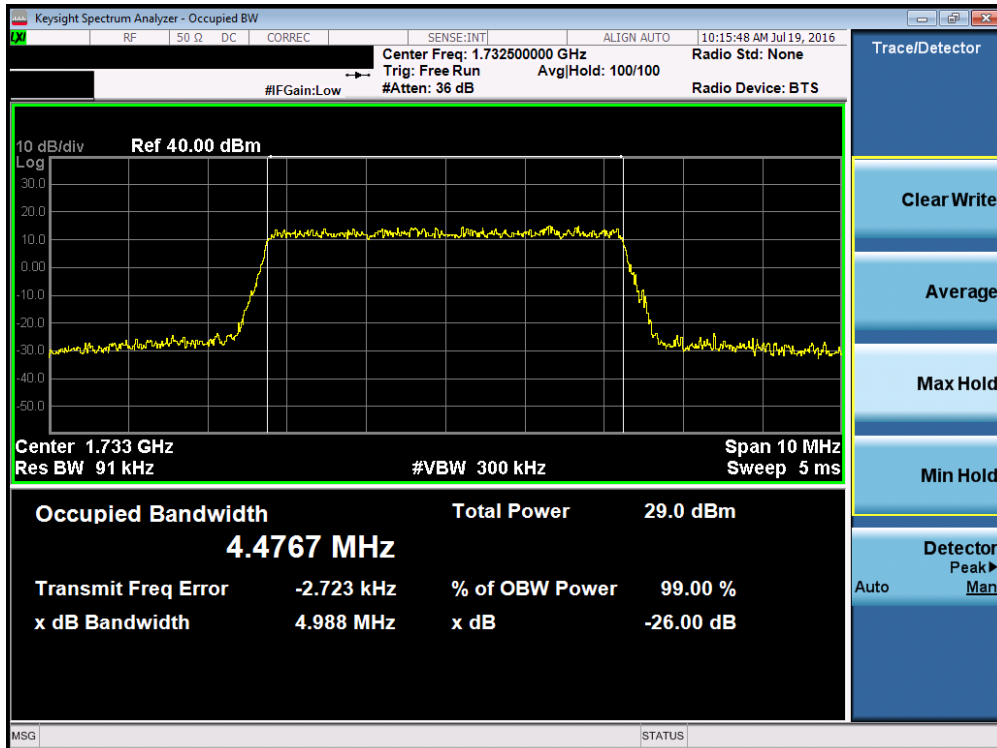 Keysight Spectrum Analyzer - Occupied BW
LXI RF 50 Ω DC CORREC SENSE:INT ALIGN AUTO 10:15:48 AM Jul 19, 2016
Center Freq: 1.732500000 GHz Radio Std: None
Trig: Free Run Avg|Hold: 100/100
#IFGain:Low #Atten: 36 dB Radio Device: BTS
10 dB/div Ref 40.00 dBm
Log
30.0
20.0
10.0
0.00
-10.0
-20.0
-30.0
-40.0
-50.0
Center 1.733 GHz Span 10 MHz
Res BW 91 kHz #VBW 300 kHz Sweep 5 ms
Occupied Bandwidth Total Power 29.0 dBm
4.4767 MHz
Transmit Freq Error -2.723 kHz % of OBW Power 99.00 %
x dB Bandwidth 4.988 MHz x dB -26.00 dB
MSG STATUS
Trace/Detector
Clear Write
Average
Max Hold
Min Hold
Detector
Peak▶
Auto Man